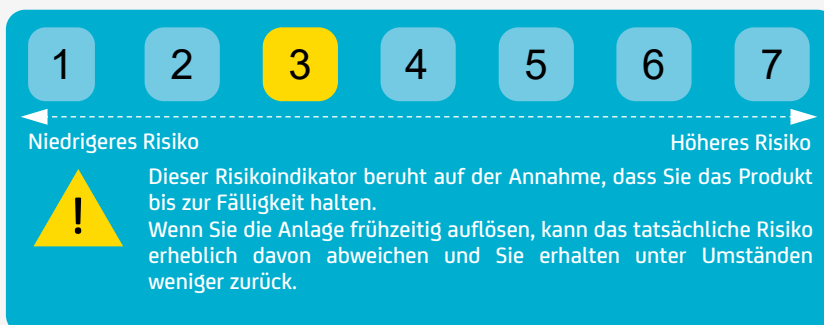 1 2 3 4 5 6 7
Niedrigeres Risiko Höheres Risiko
! Dieser Risikoindikator beruht auf der Annahme, dass Sie das Produkt
bis zur Fälligkeit halten.
Wenn Sie die Anlage frühzeitig auflösen, kann das tatsächliche Risiko
erheblich davon abweichen und Sie erhalten unter Umständen
weniger zurück.